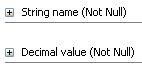 String name (Not Null)
Decimal value (Not Null)